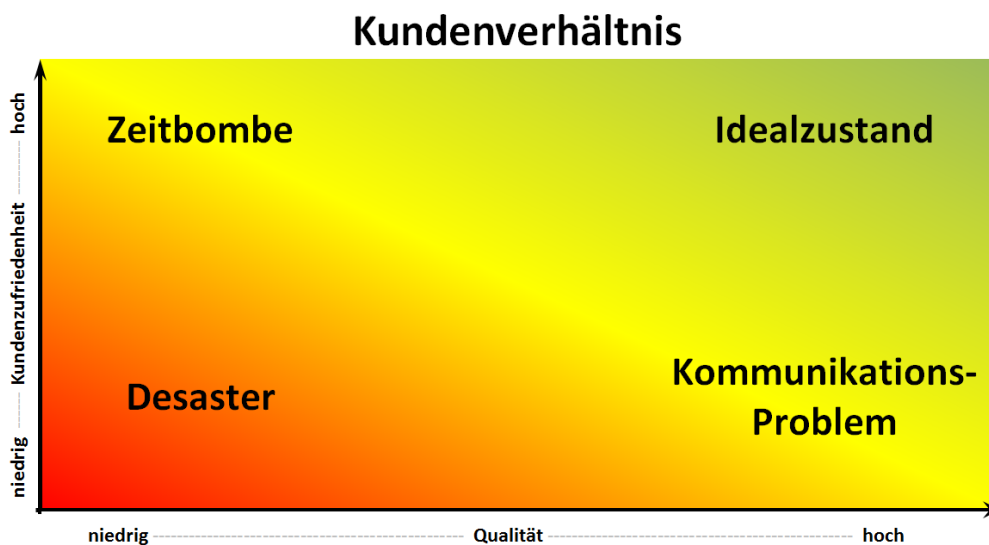 Kundenverhältnis
Zeitbombe
Idealzustand
Desaster
Kommunikations-
Problem
niedrig Kundenzufriedenheit hoch
niedrig Qualität hoch